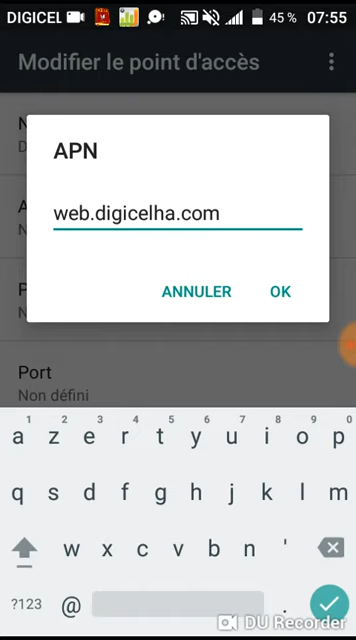 DIGICEL 45 % 07:55
Modifier le point d'accès
N
D
APN
A
N
web.digicelha.com
P
N
ANNULER OK
Port
Non défini
1 2 3 4 5 6 7 8 9 0
a z e r t y u i o p
q s d f g h j k l m
w x c v b n '
?123 @ .
DU Recorder